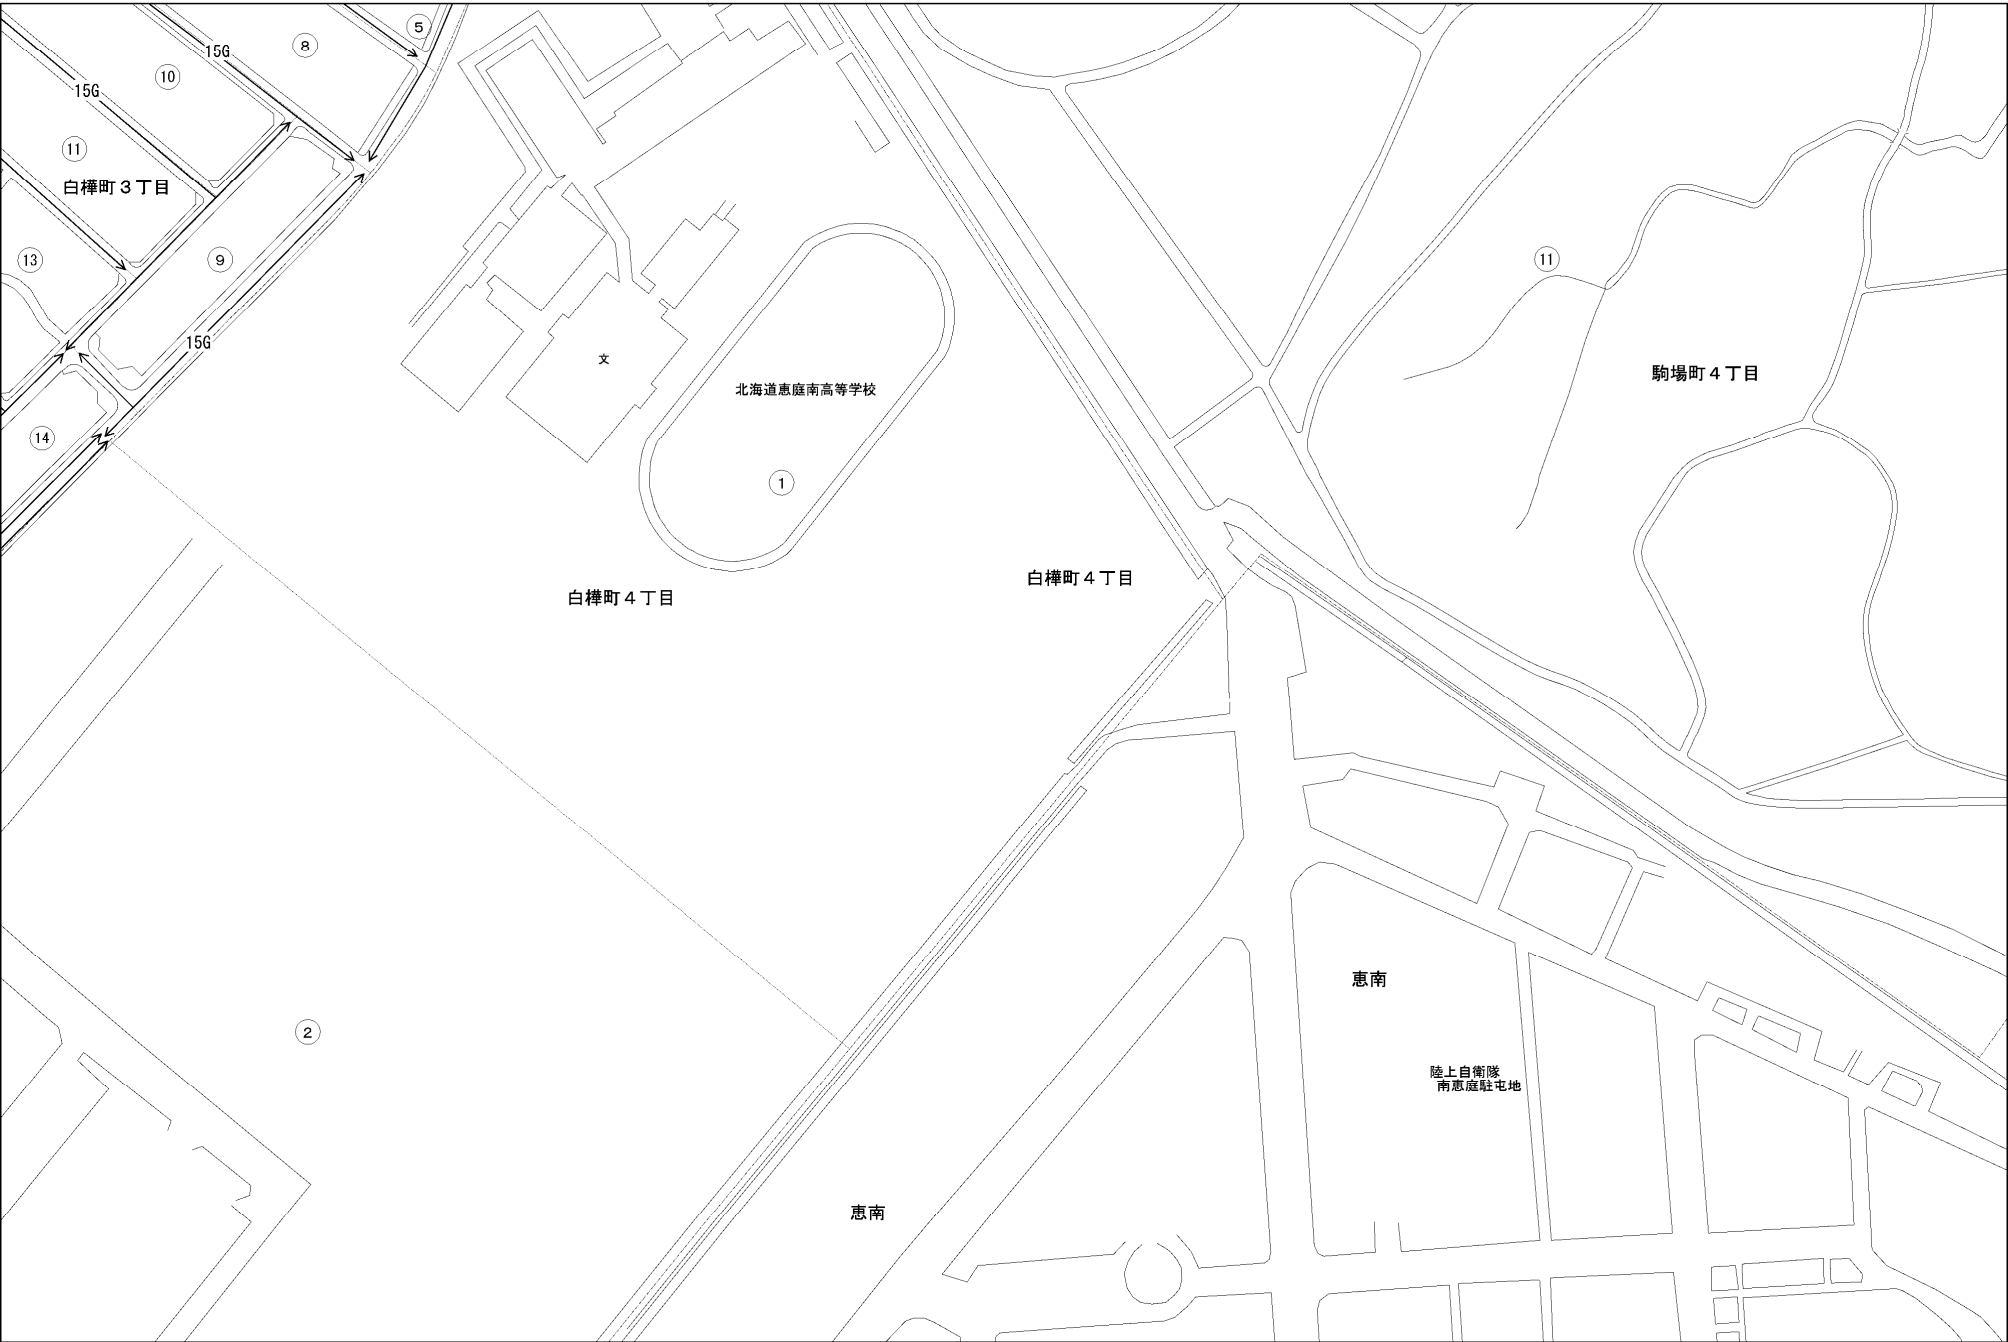 5
8
15G
10
15G
11
白樺町３丁目
13
9
11
15G
文
駒場町４丁目
北海道恵庭南高等学校
14
1
白樺町４丁目
白樺町４丁目
恵南
2
陸上自衛隊
南恵庭駐屯地
恵南